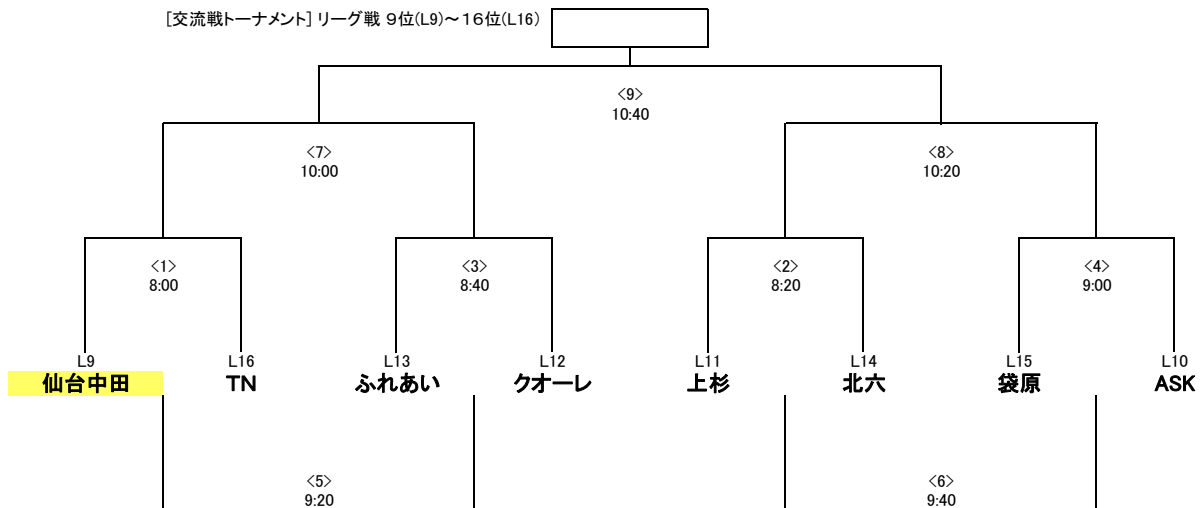 [交流戦トーナメント] リーグ戦 9位(L9)～16位(L16)
<9>
10:40
<7>
10:00
<8>
10:20
<1>
8:00
<3>
8:40
<2>
8:20
<4>
9:00
L9
L16
L13
L12
L11
L14
L15
L10
仙台中田
TN
ふれあい
クオーレ
上杉
北六
袋原
ASK
<5>
9:20
<6>
9:40